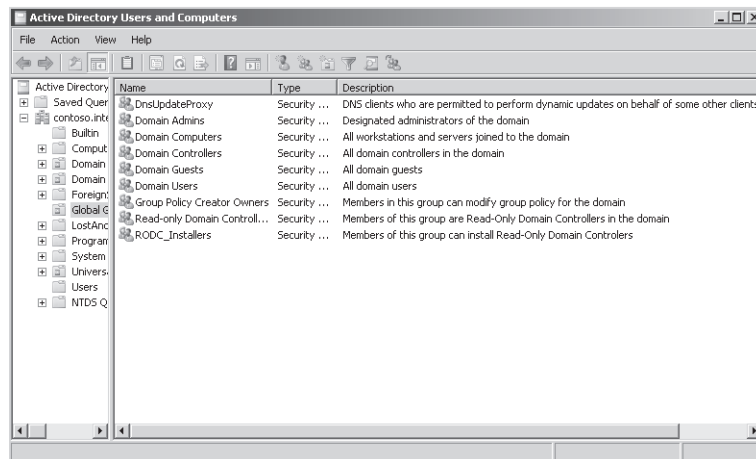 Active Directory Users and Computers
File Action View Help
Active Directory
Saved Quer
contoso.inte
Builtin
Comput
Domain
Domain
Foreign
Global G
LostAnd
Program
System
Univers
Users
NTDS Q
Name Type Description
DnsUpdateProxy Security ... DNS clients who are permitted to perform dynamic updates on behalf of some other clients
Domain Admins Security ... Designated administrators of the domain
Domain Computers Security ... All workstations and servers joined to the domain
Domain Controllers Security ... All domain controllers in the domain
Domain Guests Security ... All domain guests
Domain Users Security ... All domain users
Group Policy Creator Owners Security ... Members in this group can modify group policy for the domain
Read-only Domain Controll... Security ... Members of this group are Read-Only Domain Controllers in the domain
RODC_Installers Security ... Members of this group can install Read-Only Domain Controlers